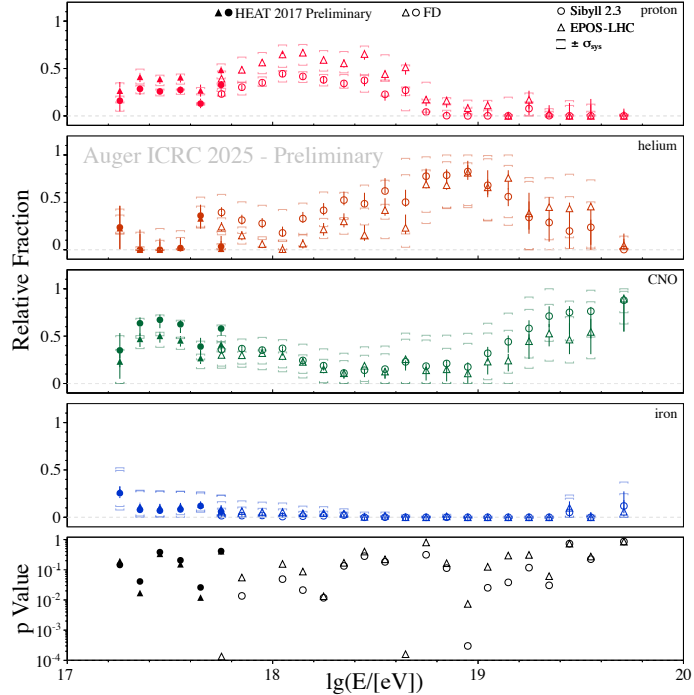 HEAT 2017 Preliminary
FD
Sibyll 2.3
EPOS-LHC
± σsys
proton
1
0.5
0
Auger ICRC 2025 - Preliminary
helium
1
0.5
0
Relative Fraction
CNO
1
0.5
0
iron
1
0.5
0
p Value
1
10⁻¹
10⁻²
10⁻³
10⁻⁴
17
18
19
20
lg(E/[eV])